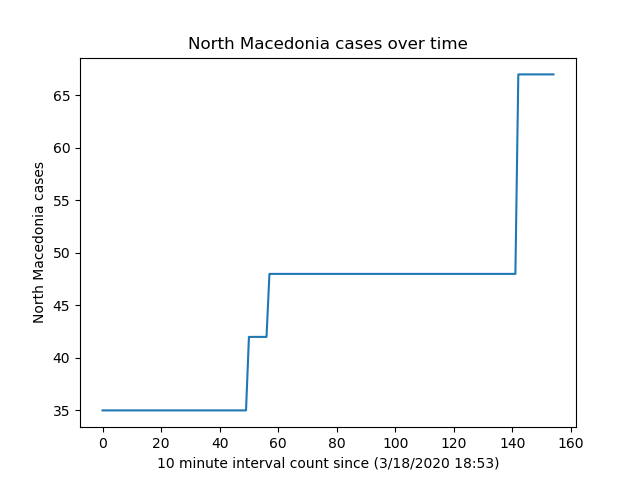 North Macedonia cases over time
65
60
55
50
45
40
35
North Macedonia cases
0 20 40 60 80 100 120 140 160
10 minute interval count since (3/18/2020 18:53)